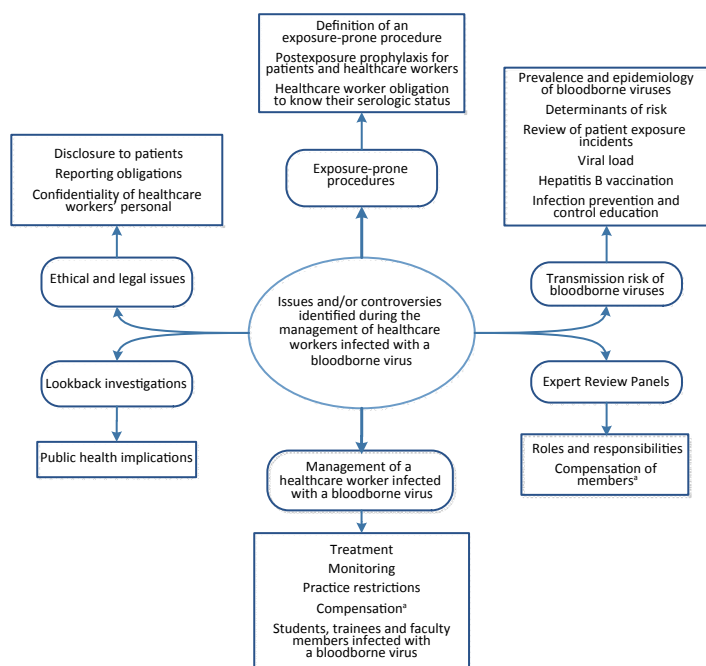 Definition of an
exposure-prone procedure
Postexposure prophylaxis for
patients and healthcare workers
Healthcare worker obligation
to know their serologic status
Prevalence and epidemiology
of bloodborne viruses
Determinants of risk
Review of patient exposure
incidents
Viral load
Hepatitis B vaccination
Infection prevention and
control education
Disclosure to patients
Reporting obligations
Confidentiality of healthcare
workers' personal
Exposure-prone
procedures
Ethical and legal issues
Transmission risk of
bloodborne viruses
Issues and/or controversies
identified during the
management of healthcare
workers infected with a
a bloodborne virus
Lookback investigations
Expert Review Panels
Public health implications
Roles and responsibilities
Compensation of
membersᵃ
Management of a
healthcare worker infected
with a bloodborne virus
Treatment
Monitoring
Practice restrictions
Compensationᵃ
Students, trainees and faculty
members infected with
a bloodborne virus